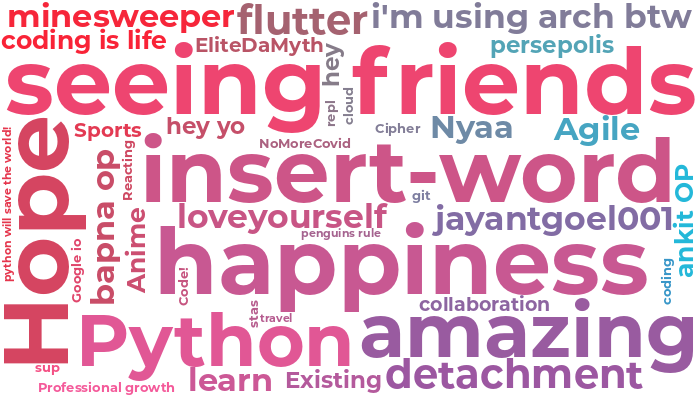 minesweeper
flutter
i'm using arch btw
coding is life
EliteDaMyth
hey
persepolis
seeing friends
repl
cloud
python will save the world!
Hope
Sports
hey yo
Cipher
Nyaa
Agile
NoMoreCovid
Reacting
insert-word
bapna op
git
ankit OP
loveyourself
jayantgoel001
Anime
penguins rule
Google io
Code!
happiness
coding
collaboration
stas
travel
Python
amazing
sup
Professional growth
learn
Existing
detachment